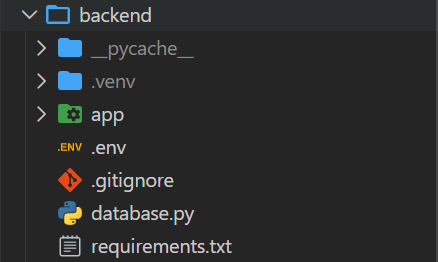 backend
__pycache__
.venv
app
.ENV .env
.gitignore
database.py
requirements.txt